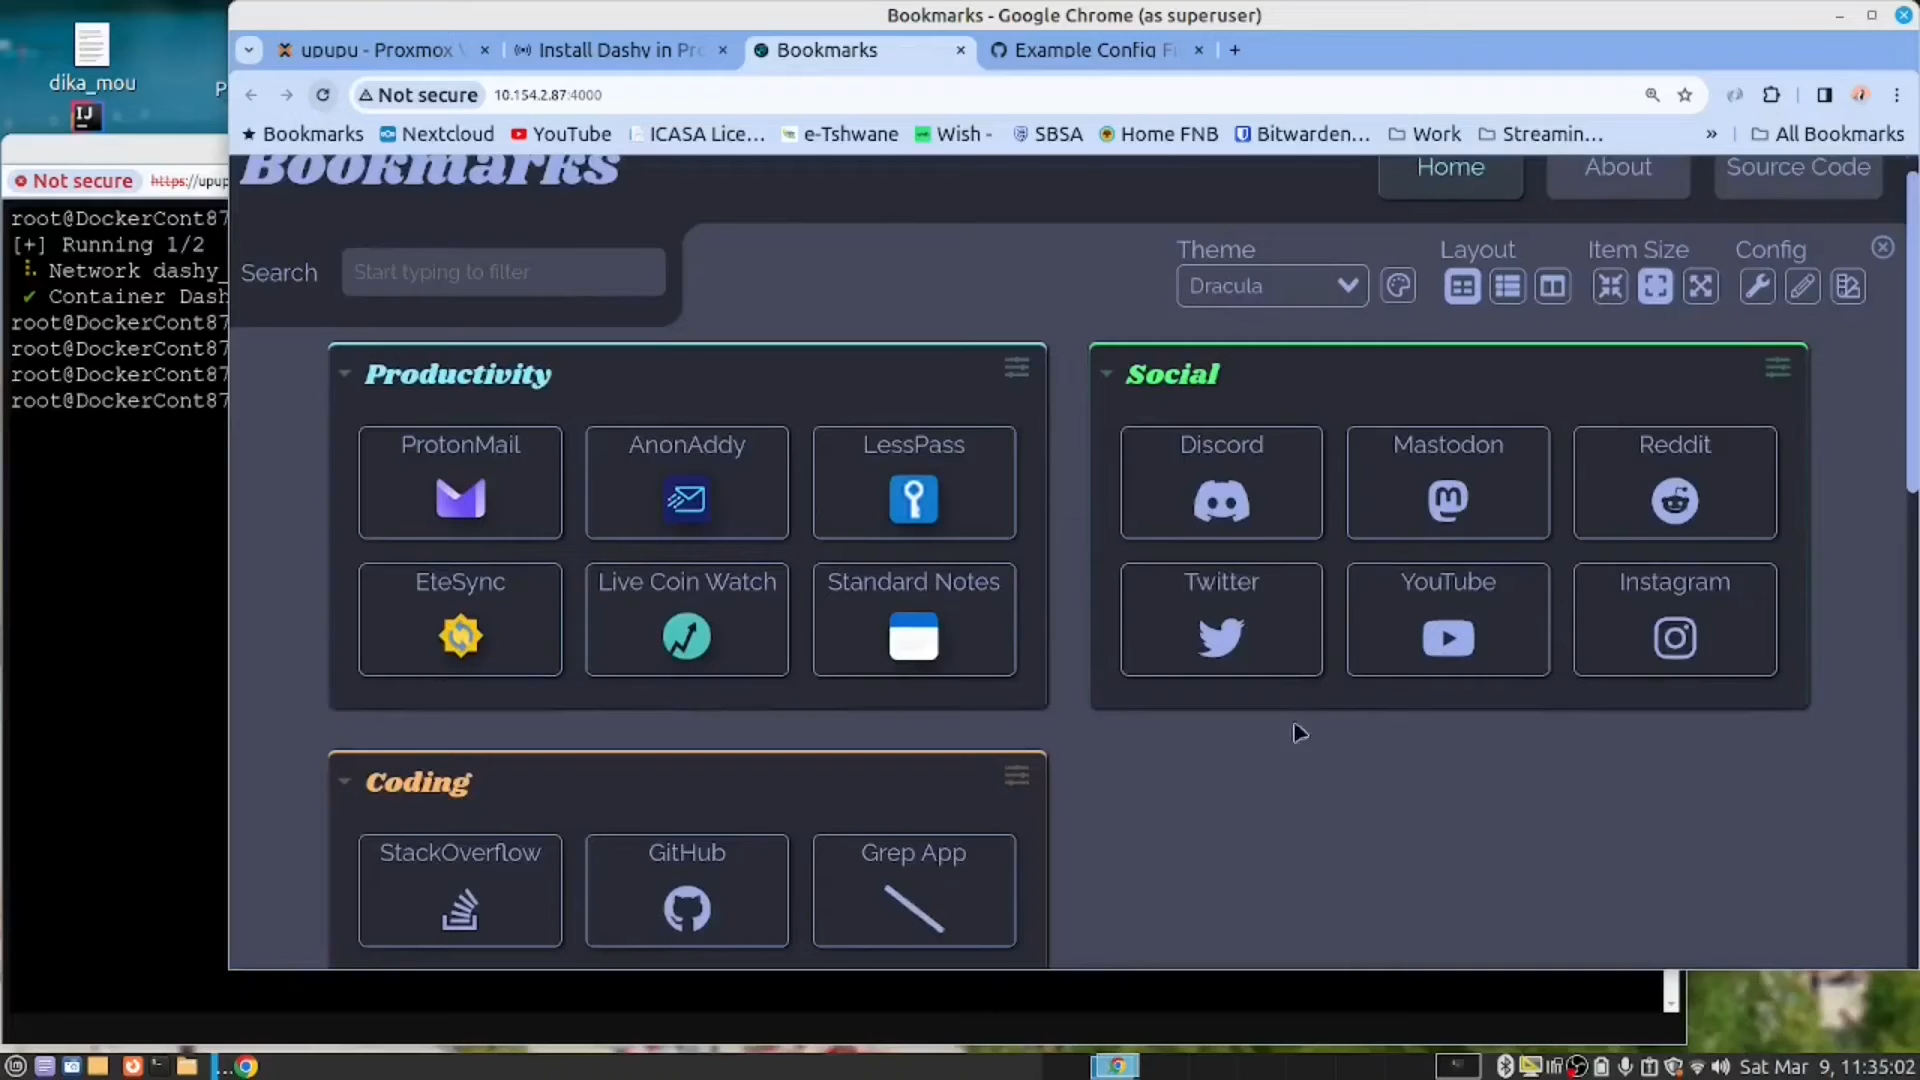 dika_mou
P
IJ
Bookmarks - Google Chrome (as superuser)
upupu - Proxmox V
Install Dashy in Pro
Bookmarks
Example Config Fi
Not secure
10.154.2.87:4000
Bookmarks
Nextcloud
YouTube
ICASA Lice...
e-Tshwane
Wish -
SBSA
Home FNB
Bitwarden...
Work
Streamin...
All Bookmarks
Not secure
https://upup
root@DockerCont87
[+] Running 1/2
Network dashy_
✔ Container Dash
root@DockerCont87
root@DockerCont87
root@DockerCont87
root@DockerCont87
Bookmarks
Home
About
Source Code
Search
Start typing to filter
Theme
Dracula
Layout
Item Size
Config
Productivity
ProtonMail
AnonAddy
LessPass
EteSync
Live Coin Watch
Standard Notes
Social
Discord
Mastodon
Reddit
Twitter
YouTube
Instagram
Coding
StackOverflow
GitHub
Grep App
...
Sat Mar 9, 11:35:02